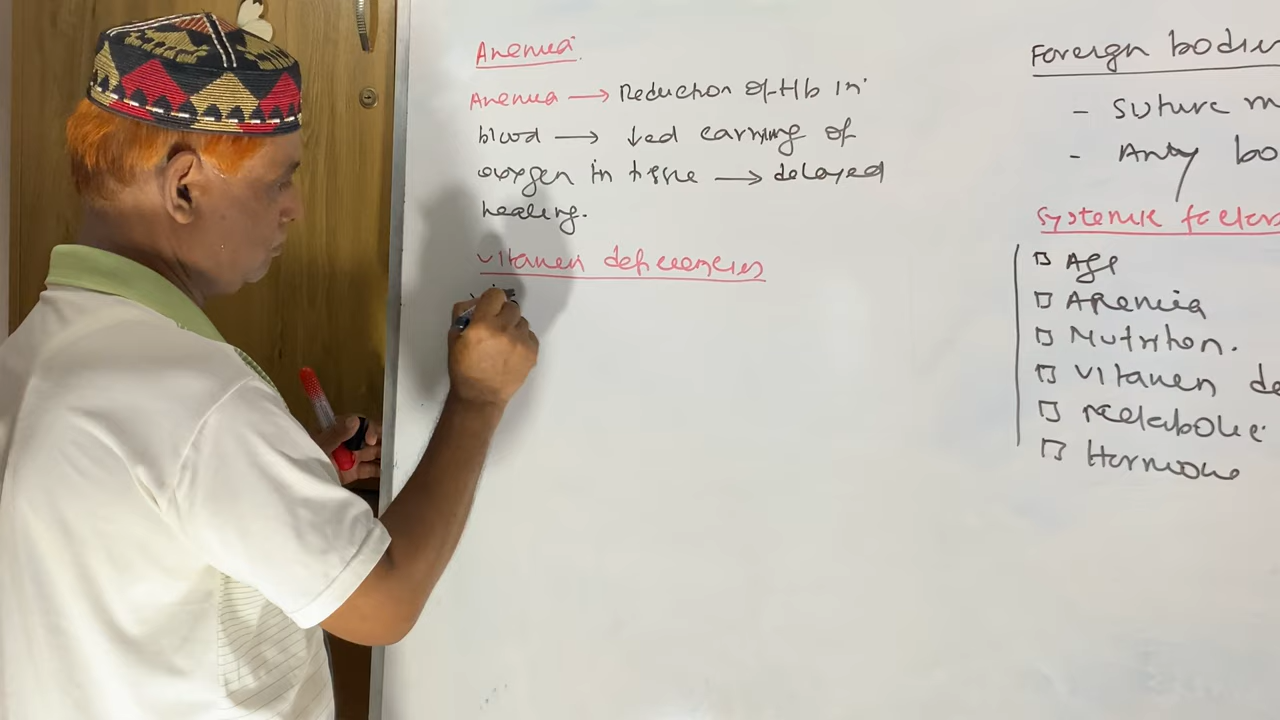 Anemia
Anemia → Reduction of Hb in
blood → ↓ed carrying of
oxygen in tissue → delayed
healing.
Vitamin deficiencies
Foreign bodies
- Suture m
- Any bo
Systemic factors
□ Age
□ Anemia
□ Nutrition.
□ Vitamin de
□ Metabolic
□ Hormone